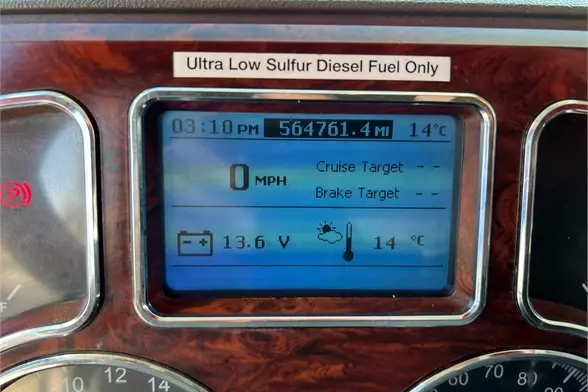 Ultra Low Sulfur Diesel Fuel Only
03:10 PM 564761.4 MI 14°C
0 MPH
Cruise Target - -
Brake Target - -
13.6 V 14 °C
P
F
10 12 14
60 70 80